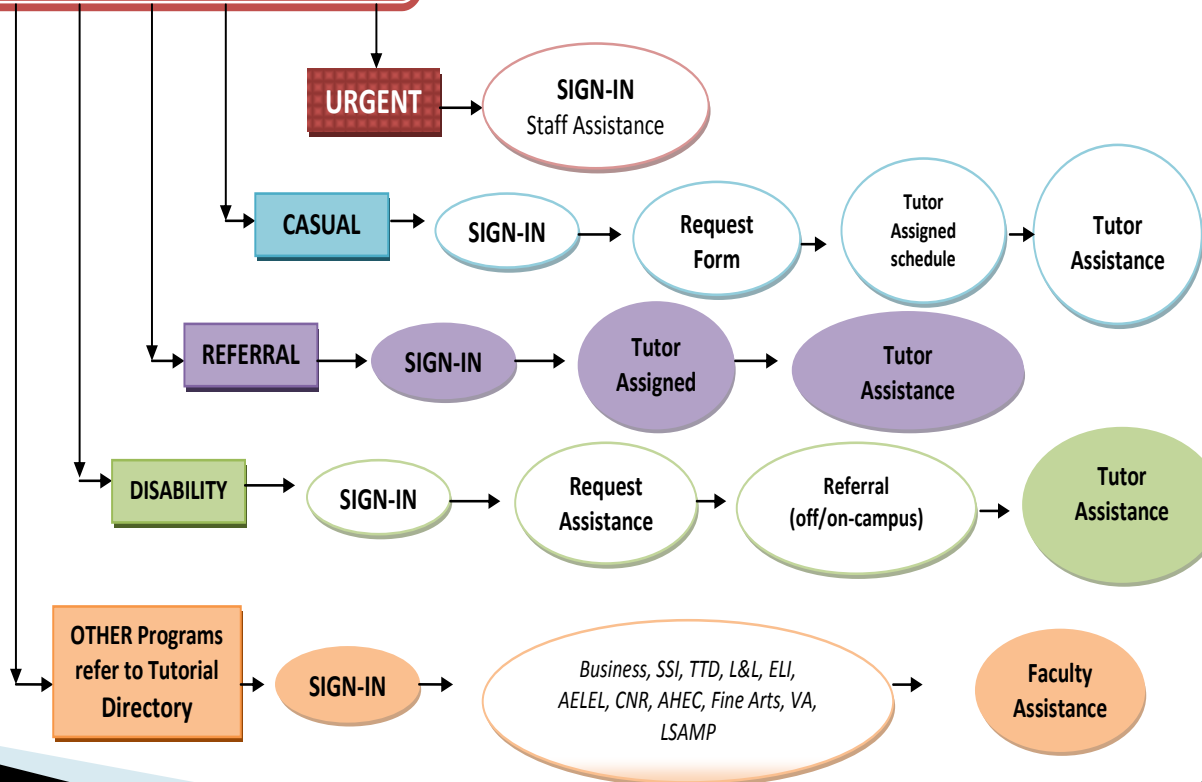 URGENT
SIGN-IN
Staff Assistance
CASUAL
SIGN-IN
Request
Form
Tutor
Assigned
schedule
Tutor
Assistance
REFERRAL
SIGN-IN
Tutor
Assigned
Tutor
Assistance
DISABILITY
SIGN-IN
Request
Assistance
Referral
(off/on-campus)
Tutor
Assistance
OTHER Programs
refer to Tutorial
Directory
SIGN-IN
Business, SSI, TTD, L&L, ELI,
AELEL, CNR, AHEC, Fine Arts, VA,
LSAMP
Faculty
Assistance